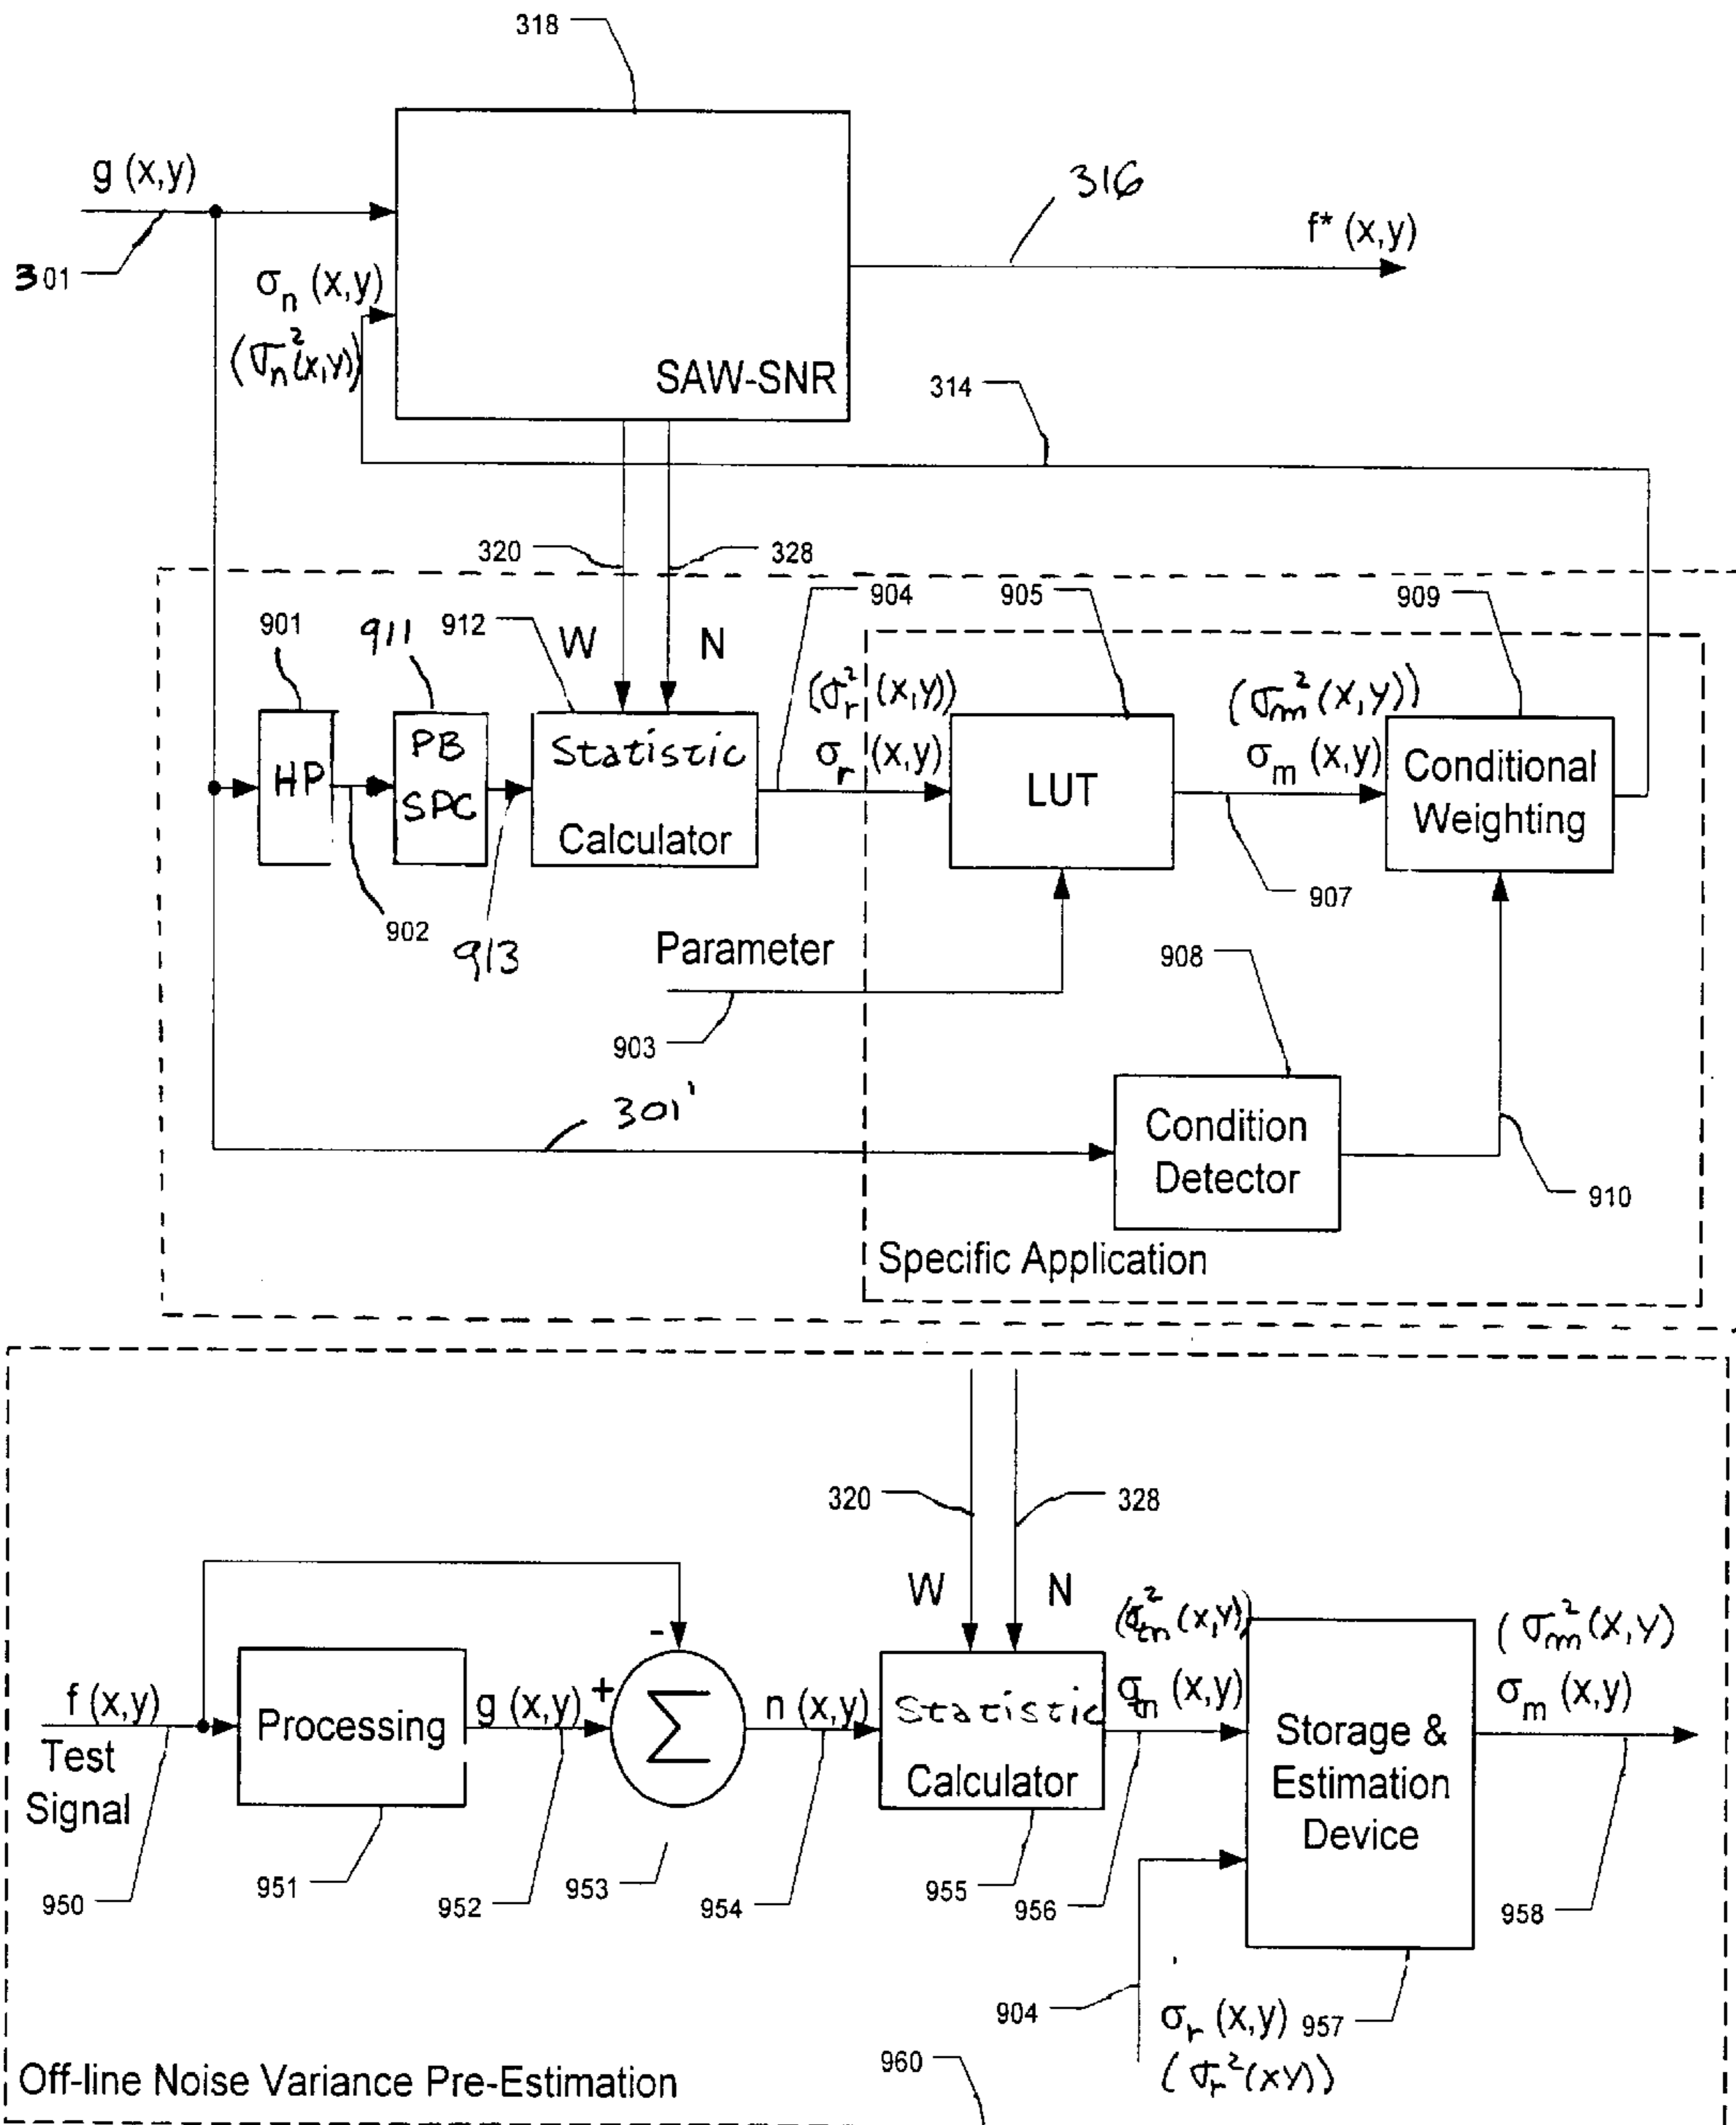 318
g (x,y)
316
f* (x,y)
301
σn (x,y)
(σn²(x,y))
SAW-SNR
314
320
328
904
905
909
901
911
912
W
N
(σr²(x,y))
(σm²(x,y))
HP
PB
SPC
Statistic
Calculator
σr (x,y)
LUT
σm (x,y)
Conditional
Weighting
902
913
907
Parameter
908
903
301'
Condition
Detector
910
Specific Application
320
328
W
N
(σn²(x,y))
(σm²(x,y)
-
f (x,y)
Test
Signal
Processing
g (x,y)
+
Σ
n (x,y)
Statistic
Calculator
σn (x,y)
Storage &
Estimation
Device
σm (x,y)
950
951
952
953
954
955
956
958
904
σr (x,y)
957
(σr²(xy))
Off-line Noise Variance Pre-Estimation
960